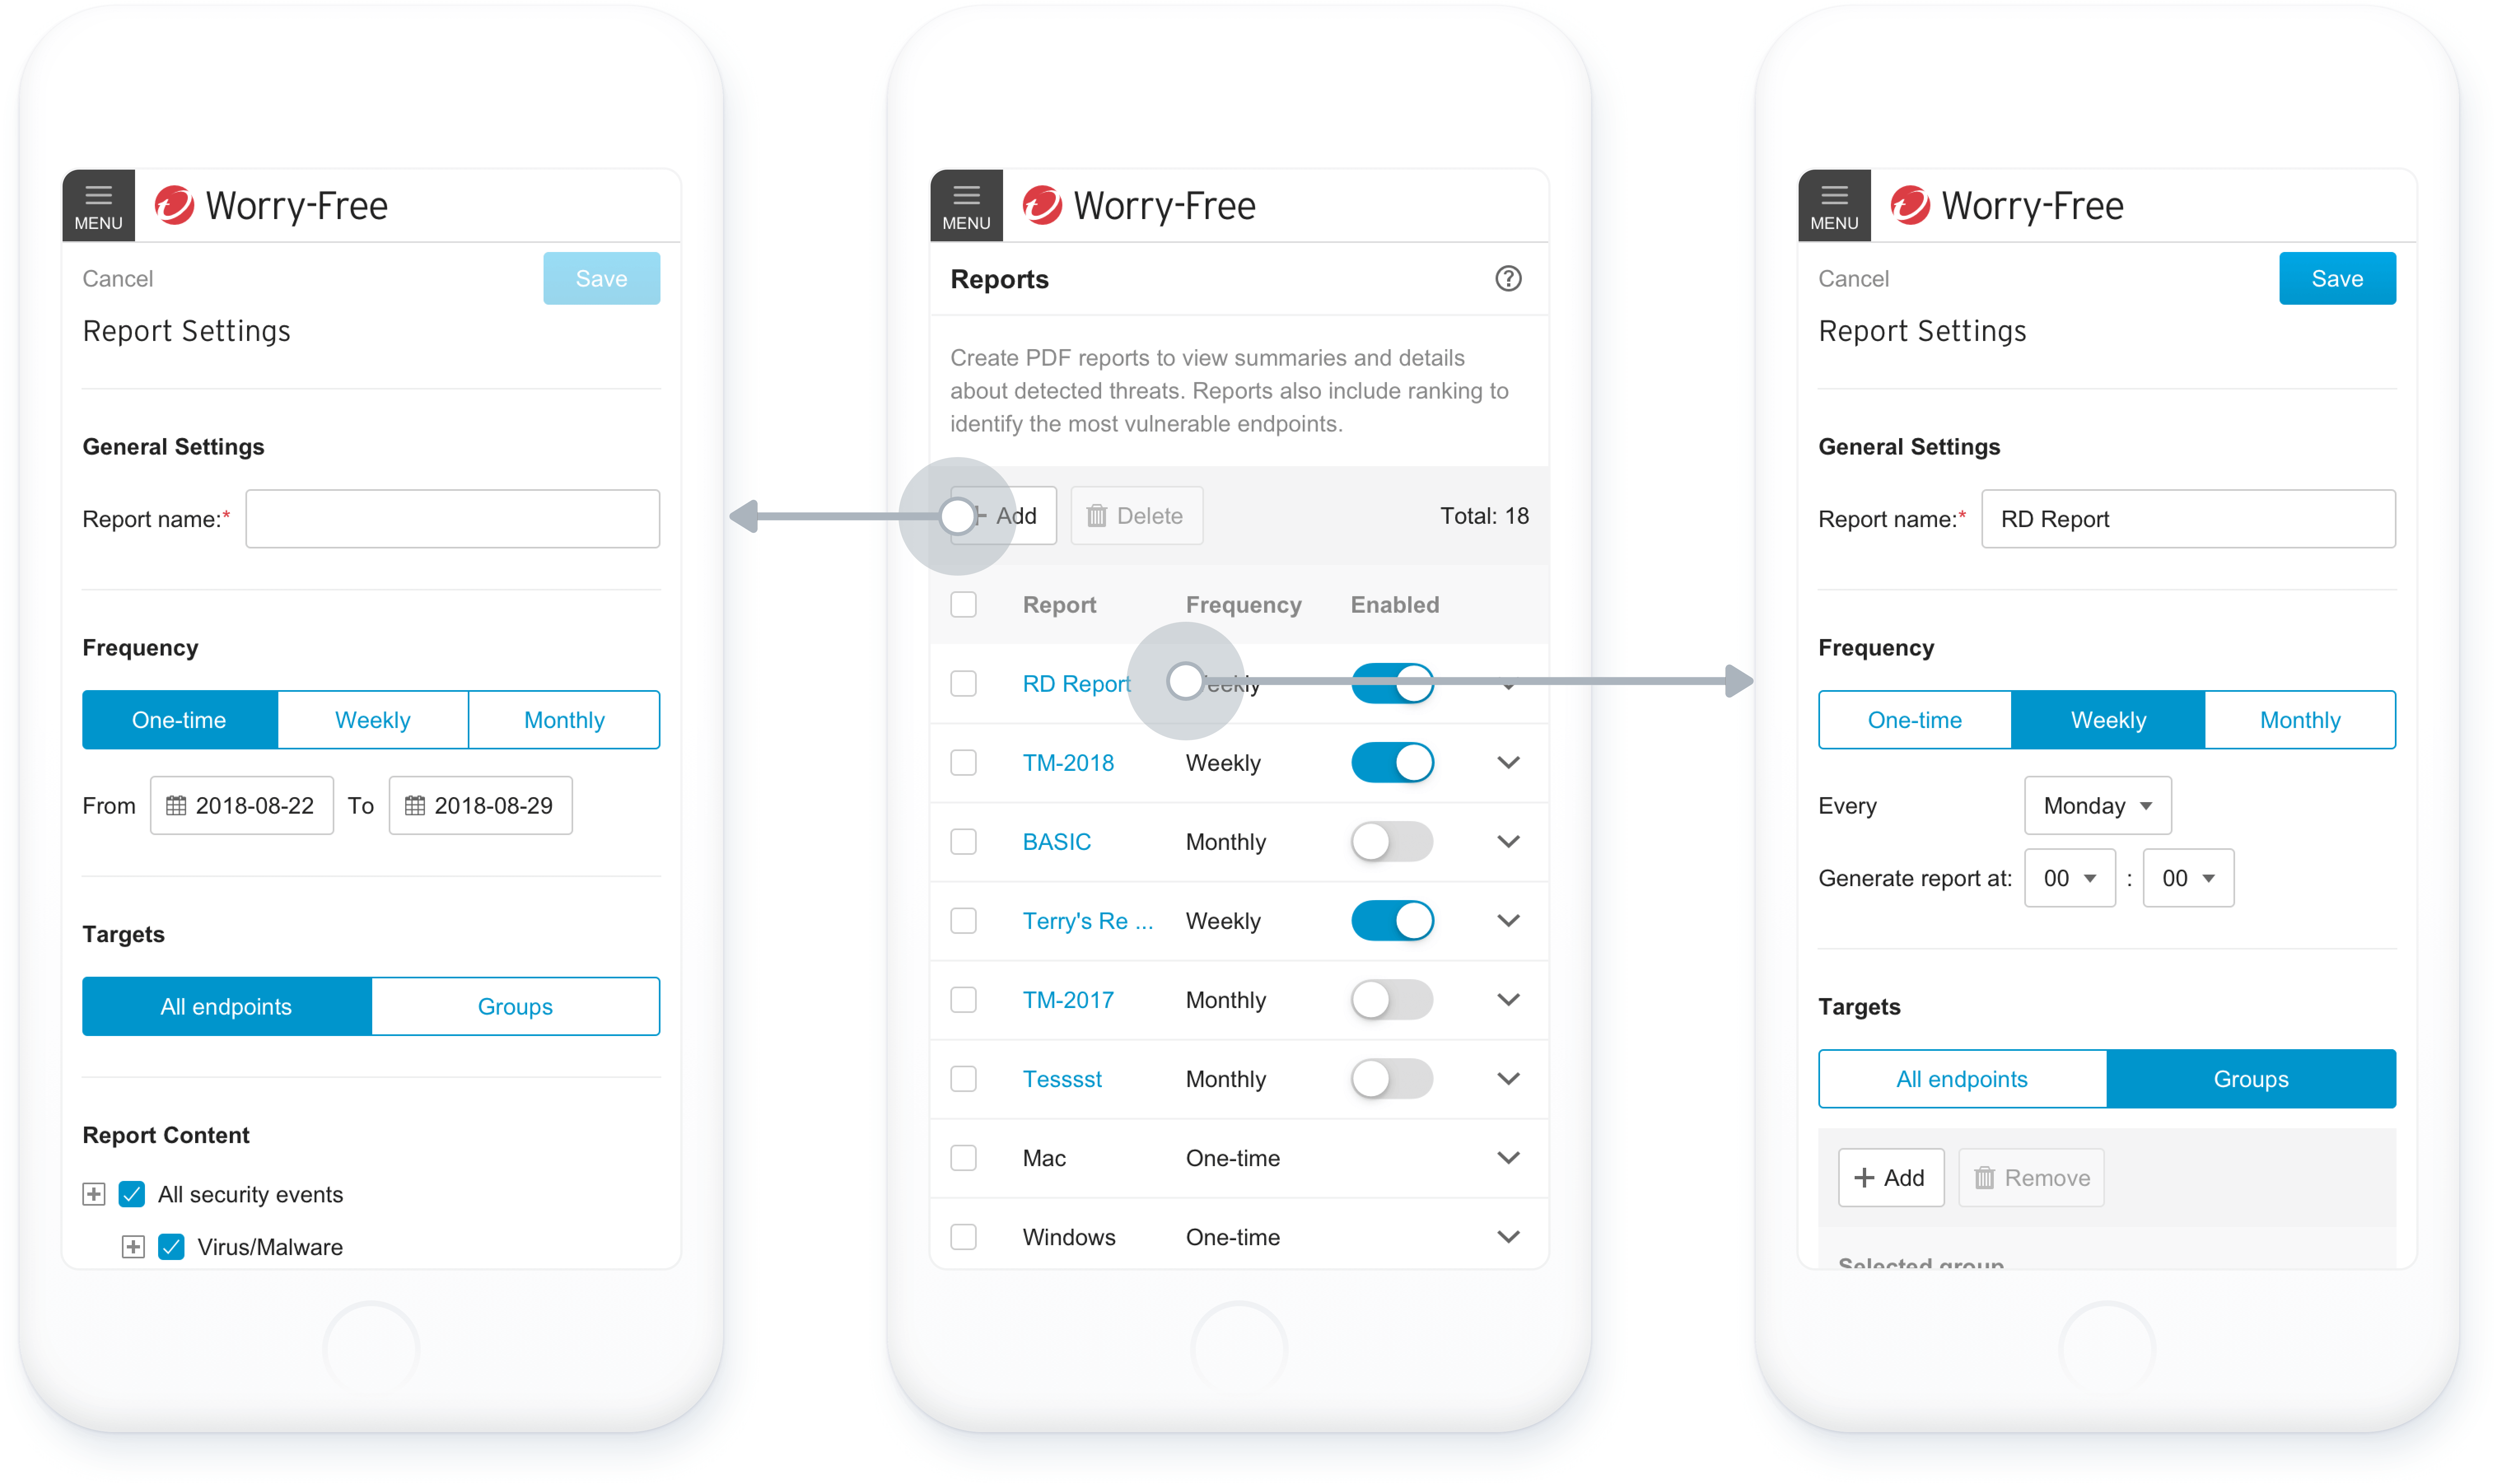 MENU
Worry-Free
Cancel
Save
Report Settings
General Settings
Report name:*
Frequency
One-time Weekly Monthly
From 2018-08-22 To 2018-08-29
Targets
All endpoints Groups
Report Content
All security events
Virus/Malware
MENU
Worry-Free
Reports
Create PDF reports to view summaries and details
about detected threats. Reports also include ranking to
identify the most vulnerable endpoints.
Add Delete Total: 18
Report Frequency Enabled
RD Report Weekly
TM-2018 Weekly
BASIC Monthly
Terry's Re ... Weekly
TM-2017 Monthly
Tesssst Monthly
Mac One-time
Windows One-time
MENU
Worry-Free
Cancel
Save
Report Settings
General Settings
Report name:* RD Report
Frequency
One-time Weekly Monthly
Every Monday
Generate report at: 00 : 00
Targets
All endpoints Groups
Add Remove
Selected group